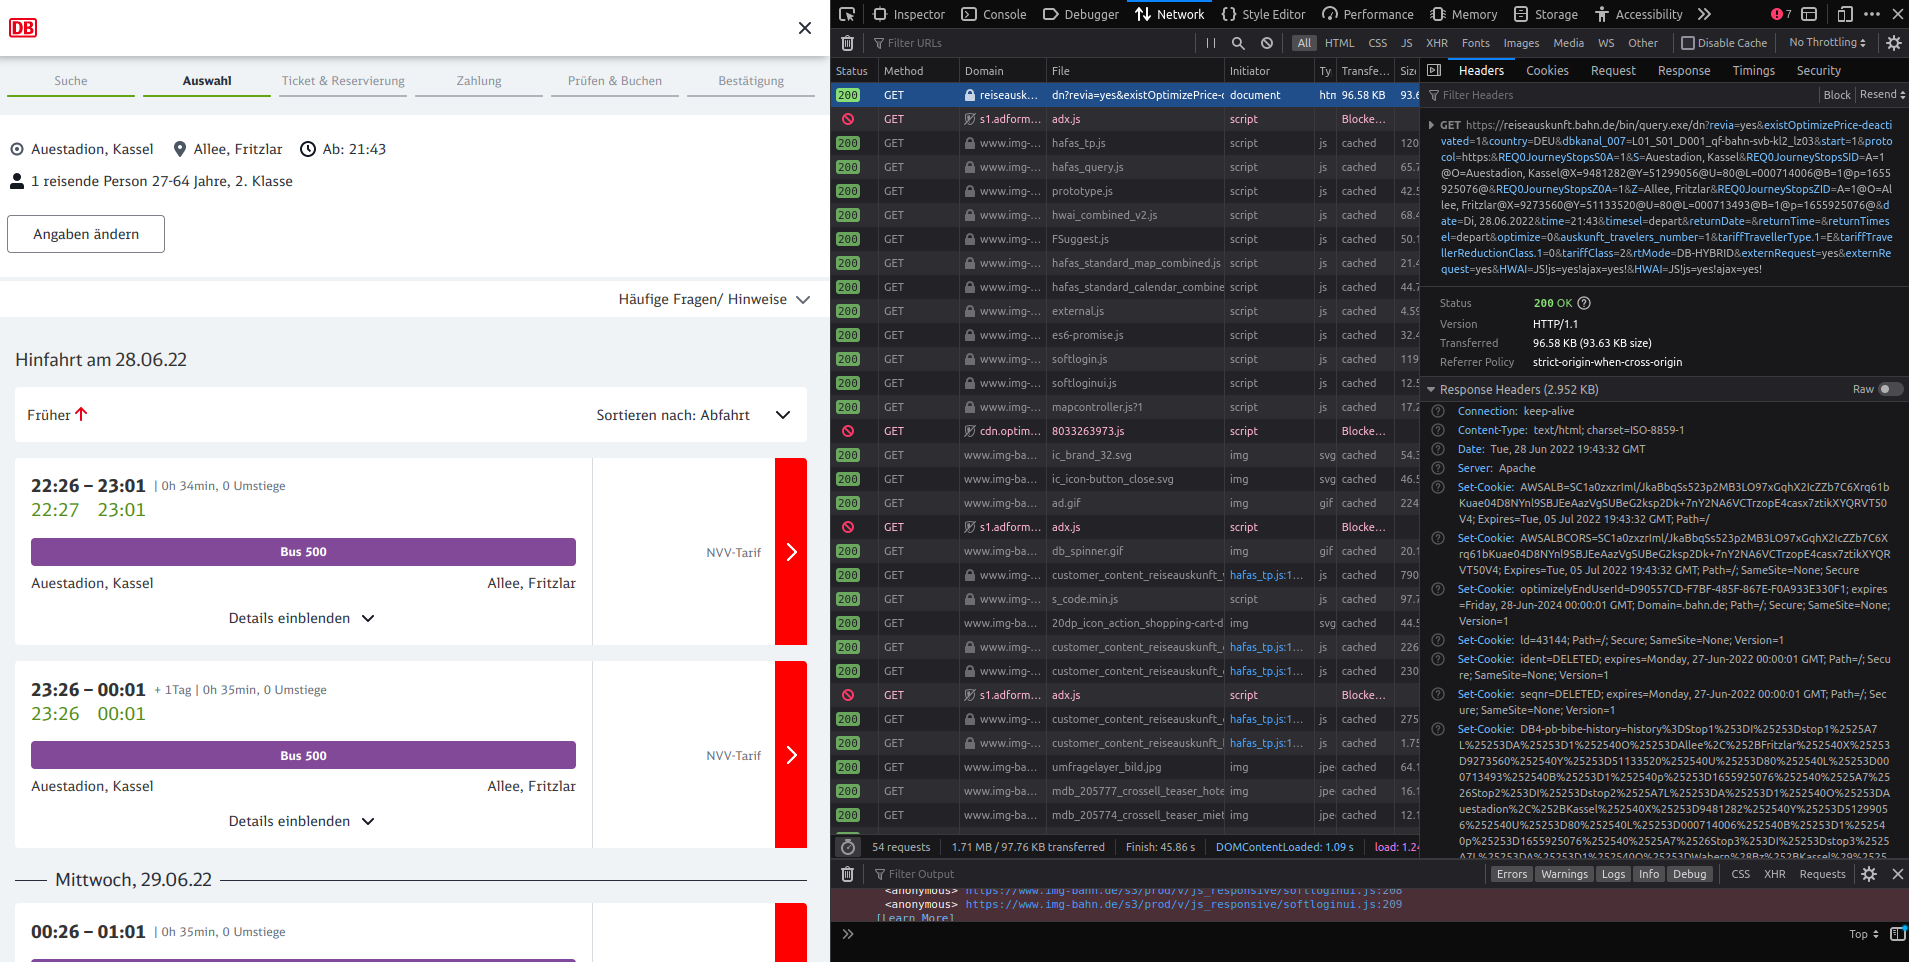 DB
Suche
Auswahl
Ticket & Reservierung
Zahlung
Prüfen & Buchen
Bestätigung
Auestadion, Kassel Allee, Fritzlar Ab: 21:43
1 reisende Person 27-64 Jahre, 2. Klasse
Angaben ändern
Häufige Fragen/ Hinweise
Hinfahrt am 28.06.22
Früher
Sortieren nach: Abfahrt
22:26 – 23:01 | 0h 34min, 0 Umstiege
22:27 23:01
Bus 500
NVV-Tarif
Auestadion, Kassel Allee, Fritzlar
Details einblenden
23:26 – 00:01 + 1Tag | 0h 35min, 0 Umstiege
23:26 00:01
Bus 500
NVV-Tarif
Auestadion, Kassel Allee, Fritzlar
Details einblenden
Mittwoch, 29.06.22
00:26 – 01:01 | 0h 35min, 0 Umstiege
Inspector Console Debugger Network Style Editor Performance Memory Storage Accessibility 7
Filter URLs
All HTML CSS JS XHR Fonts Images Media WS Other Disable Cache No Throttling
Status Method Domain File Initiator Ty Transfe... Siz
200 GET reiseausk... dn?revia=yes&existOptimizePrice- document htm 96.58 KB 93.6
GET s1.adform... adx.js script Blocke...
200 GET www.img-... hafas_tp.js script js cached 120
200 GET www.img-... hafas_query.js script js cached 65.7
200 GET www.img-... prototype.js script js cached 42.5
200 GET www.img-... hwai_combined_v2.js script js cached 68.4
200 GET www.img-... FSuggest.js script js cached 50.1
200 GET www.img-... hafas_standard_map_combined.js script js cached 21.4
200 GET www.img-... hafas_standard_calendar_combine script js cached 44.7
200 GET www.img-... external.js script js cached 4.59
200 GET www.img-... es6-promise.js script js cached 32.4
200 GET www.img-... softlogin.js script js cached 119
200 GET www.img-... softloginui.js script js cached 12.5
200 GET www.img-... mapcontroller.js?1 script js cached 17.2
GET cdn.optim... 8033263973.js script Blocke...
200 GET www.img-ba... ic_brand_32.svg img svg cached 54.3
200 GET www.img-ba... ic_icon-button_close.svg img svg cached 46.5
200 GET www.img-ba... ad.gif img gif cached 224
GET s1.adform... adx.js script Blocke...
200 GET www.img-ba... db_spinner.gif img gif cached 20.1
200 GET www.img-... customer_content_reiseauskunft_ hafas_tp.js:1... js cached 790
200 GET www.img-... s_code.min.js script js cached 97.7
200 GET www.img-ba... 20dp_icon_action_shopping-cart-d img svg cached 44.5
200 GET www.img-... customer_content_reiseauskunft_ hafas_tp.js:1... js cached 226
200 GET www.img-... customer_content_reiseauskunft_ hafas_tp.js:1... js cached 230
GET s1.adform... adx.js script Blocke...
200 GET www.img-... customer_content_reiseauskunft_ hafas_tp.js:1... js cached 275
200 GET www.img-... customer_content_reiseauskunft_ hafas_tp.js:1... js cached 1.75
200 GET www.img-ba... umfragelayer_bild.jpg img jpe cached 64.1
200 GET www.img-ba... mdb_205777_crossell_teaser_hote img jpe cached 16.1
200 GET www.img-ba... mdb_205774_crossell_teaser_miet img jpe cached 12.1
54 requests 1.71 MB / 97.76 KB transferred Finish: 45.86 s DOMContentLoaded: 1.09 s load: 1.24
Headers Cookies Request Response Timings Security
Filter Headers Block Resend
GET https://reiseauskunft.bahn.de/bin/query.exe/dn?revia=yes&existOptimizePrice-deacti
vated=1&country=DEU&dbkanal_007=L01_S01_D001_qf-bahn-svb-kl2_lz03&start=1&proto
col=https:&REQ0JourneyStopsS0A=1&S=Auestadion, Kassel&REQ0JourneyStopsSID=A=1
@O=Auestadion, Kassel@X=9481282@Y=51299056@U=80@L=000714006@B=1@p=1655
925076@&REQ0JourneyStopsZ0A=1&Z=Allee, Fritzlar&REQ0JourneyStopsZID=A=1@O=Al
lee, Fritzlar@X=9273560@Y=51133520@U=80@L=000713493@B=1@p=1655925076@&d
ate=Di, 28.06.2022&time=21:43&timesel=depart&returnDate=&returnTime=&returnTimes
el=depart&optimize=0&auskunft_travelers_number=1&tariffTravellerType.1=E&tariffTrave
llerReductionClass.1=0&tariffClass=2&rtMode=DB-HYBRID&externRequest=yes&externRe
quest=yes&HWAI=JS!js=yes!ajax=yes!&HWAI=JS!js=yes!ajax=yes!
Status 200 OK
Version HTTP/1.1
Transferred 96.58 KB (93.63 KB size)
Referrer Policy strict-origin-when-cross-origin
Response Headers (2.952 KB) Raw
Connection: keep-alive
Content-Type: text/html; charset=ISO-8859-1
Date: Tue, 28 Jun 2022 19:43:32 GMT
Server: Apache
V4; Expires=Tue, 05 Jul 2022 19:43:32 GMT; Path=/
VT50V4; Expires=Tue, 05 Jul 2022 19:43:32 GMT; Path=/; SameSite=None; Secure
Set-Cookie: optimizelyEndUserId=D90557CD-F7BF-485F-867E-F0A933E330F1; expires
=Friday, 28-Jun-2024 00:00:01 GMT; Domain=.bahn.de; Path=/; Secure; SameSite=None;
Version=1
Set-Cookie: ld=43144; Path=/; Secure; SameSite=None; Version=1
Set-Cookie: ident=DELETED; expires=Monday, 27-Jun-2022 00:00:01 GMT; Path=/; Secu
re; SameSite=None; Version=1
Set-Cookie: seqnr=DELETED; expires=Monday, 27-Jun-2022 00:00:01 GMT; Path=/; Sec
ure; SameSite=None; Version=1
Set-Cookie: DB4-pb-bibe-history=history%3DStop1%253DI%25253Dstop1%2525A7
L%25253DA%25253D1%252540O%25253DAllee%2C%252BFritzlar%252540X%25253
D9273560%252540Y%25253D51133520%252540U%25253D80%252540L%25253D00
0713493%252540B%25253D1%252540p%25253D1655925076%252540%2525A7%25
26Stop2%253DI%25253Dstop2%2525A7L%25253DA%25253D1%252540O%25253DA
uestadion%2C%252BKassel%252540X%25253D9481282%252540Y%25253D5129905
6%252540U%25253D80%252540L%25253D000714006%252540B%25253D1%25254
0p%25253D1655925076%252540%2525A7%2526Stop3%253DI%25253Dstop3%2525
Filter Output Errors Warnings Logs Info Debug CSS XHR Requests
<anonymous> https://www.img-bahn.de/s3/prod/v/js_responsive/softloginui.js:208
<anonymous> https://www.img-bahn.de/s3/prod/v/js_responsive/softloginui.js:209
[Learn More]
Top